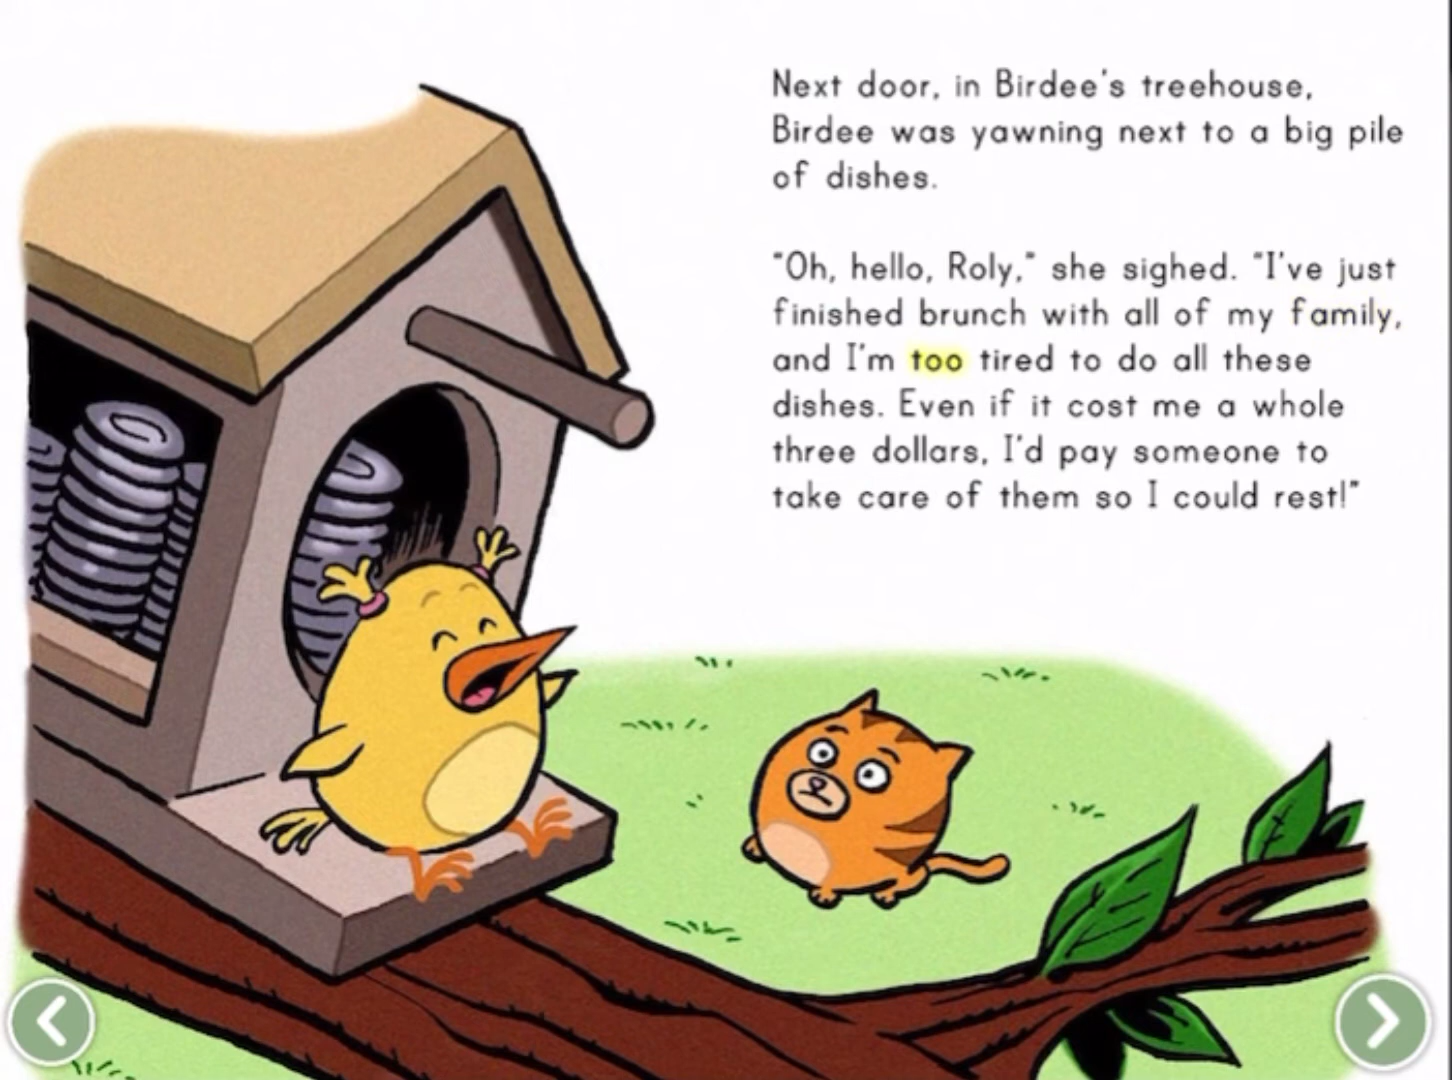 Next door, in Birdee's treehouse,
Birdee was yawning next to a big pile
of dishes.
"Oh, hello, Roly," she sighed. "I've just
finished brunch with all of my family,
and I'm too tired to do all these
dishes. Even if it cost me a whole
three dollars, I'd pay someone to
take care of them so I could rest!"